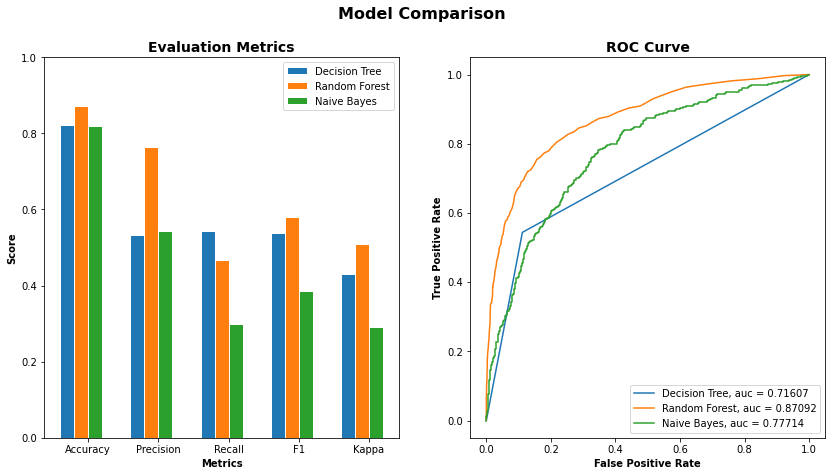 Model Comparison
Evaluation Metrics
1.0
0.8
0.6
0.4
0.2
0.0
Score
Decision Tree
Random Forest
Naive Bayes
Accuracy Precision Recall F1 Kappa
Metrics
ROC Curve
1.0
0.8
0.6
0.4
0.2
0.0
True Positive Rate
Decision Tree, auc = 0.71607
Random Forest, auc = 0.87092
Naive Bayes, auc = 0.77714
0.0 0.2 0.4 0.6 0.8 1.0
False Positive Rate